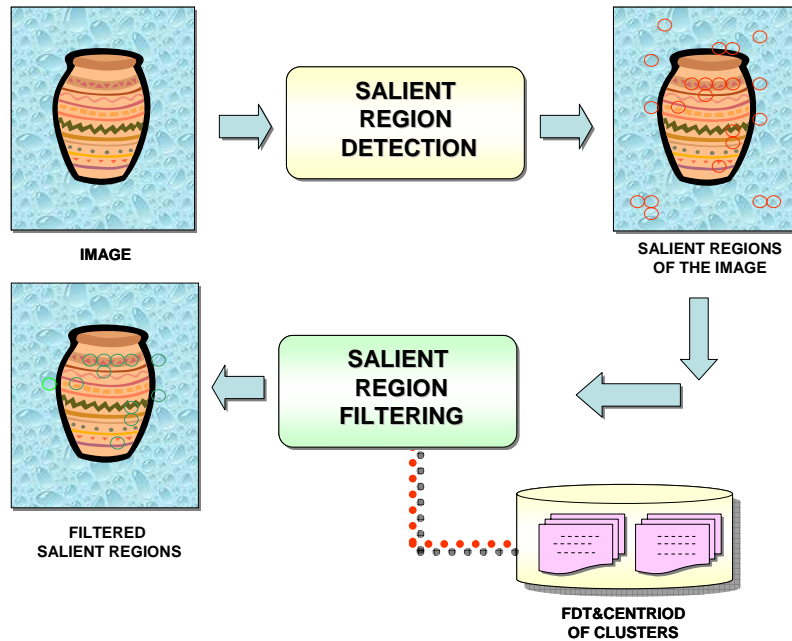 SALIENT
REGION
DETECTION
IMAGE
SALIENT REGIONS
OF THE IMAGE
SALIENT
REGION
FILTERING
FILTERED
SALIENT REGIONS
FDT&CENTRIOD
OF CLUSTERS